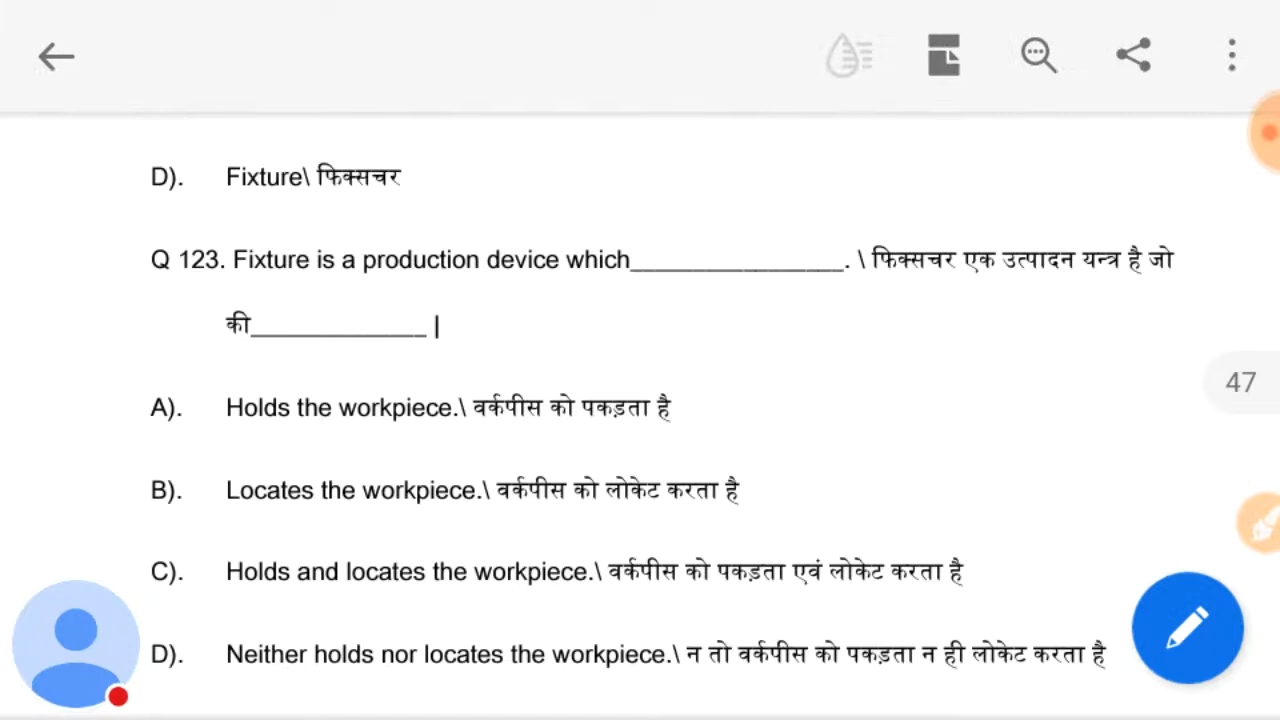 D). Fixture\ फिक्सचर
Q 123. Fixture is a production device which________________. \ फिक्सचर एक उत्पादन यन्त्र है जो
की_____________ |
47
A). Holds the workpiece.\ वर्कपीस को पकड़ता है
B). Locates the workpiece.\ वर्कपीस को लोकेट करता है
C). Holds and locates the workpiece.\ वर्कपीस को पकड़ता एवं लोकेट करता है
D). Neither holds nor locates the workpiece.\ न तो वर्कपीस को पकड़ता न ही लोकेट करता है